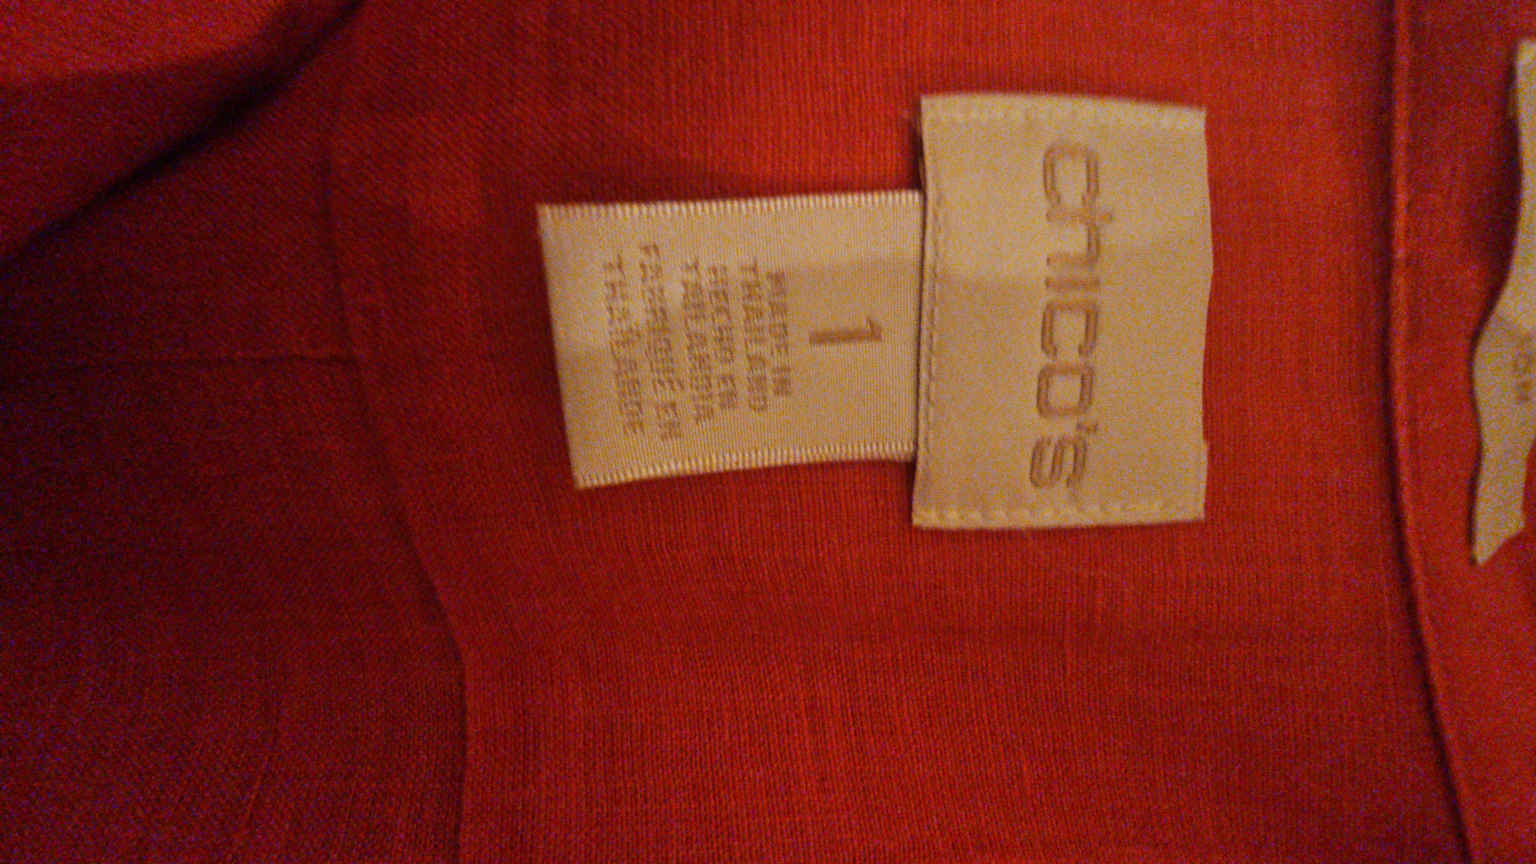 chico's
1
MADE IN
THAILAND
HECHO EN
TAILANDIA
FABRIQUÉ EN
THAÏLANDE